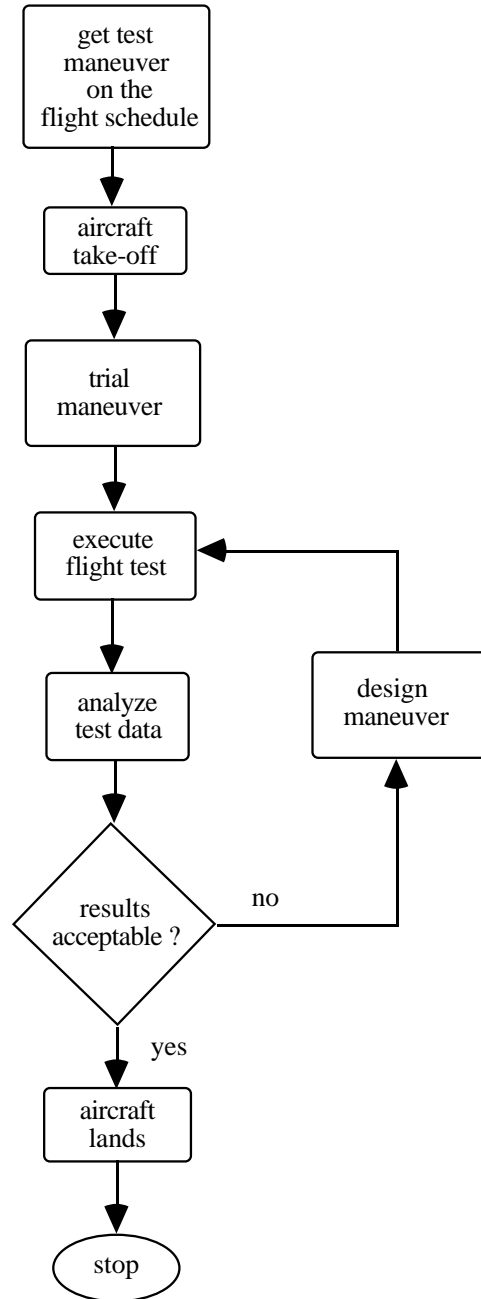 get test
maneuver
on the
flight schedule
aircraft
take-off
trial
maneuver
execute
flight test
analyze
test data
design
maneuver
results
acceptable ?
no
yes
aircraft
lands
stop